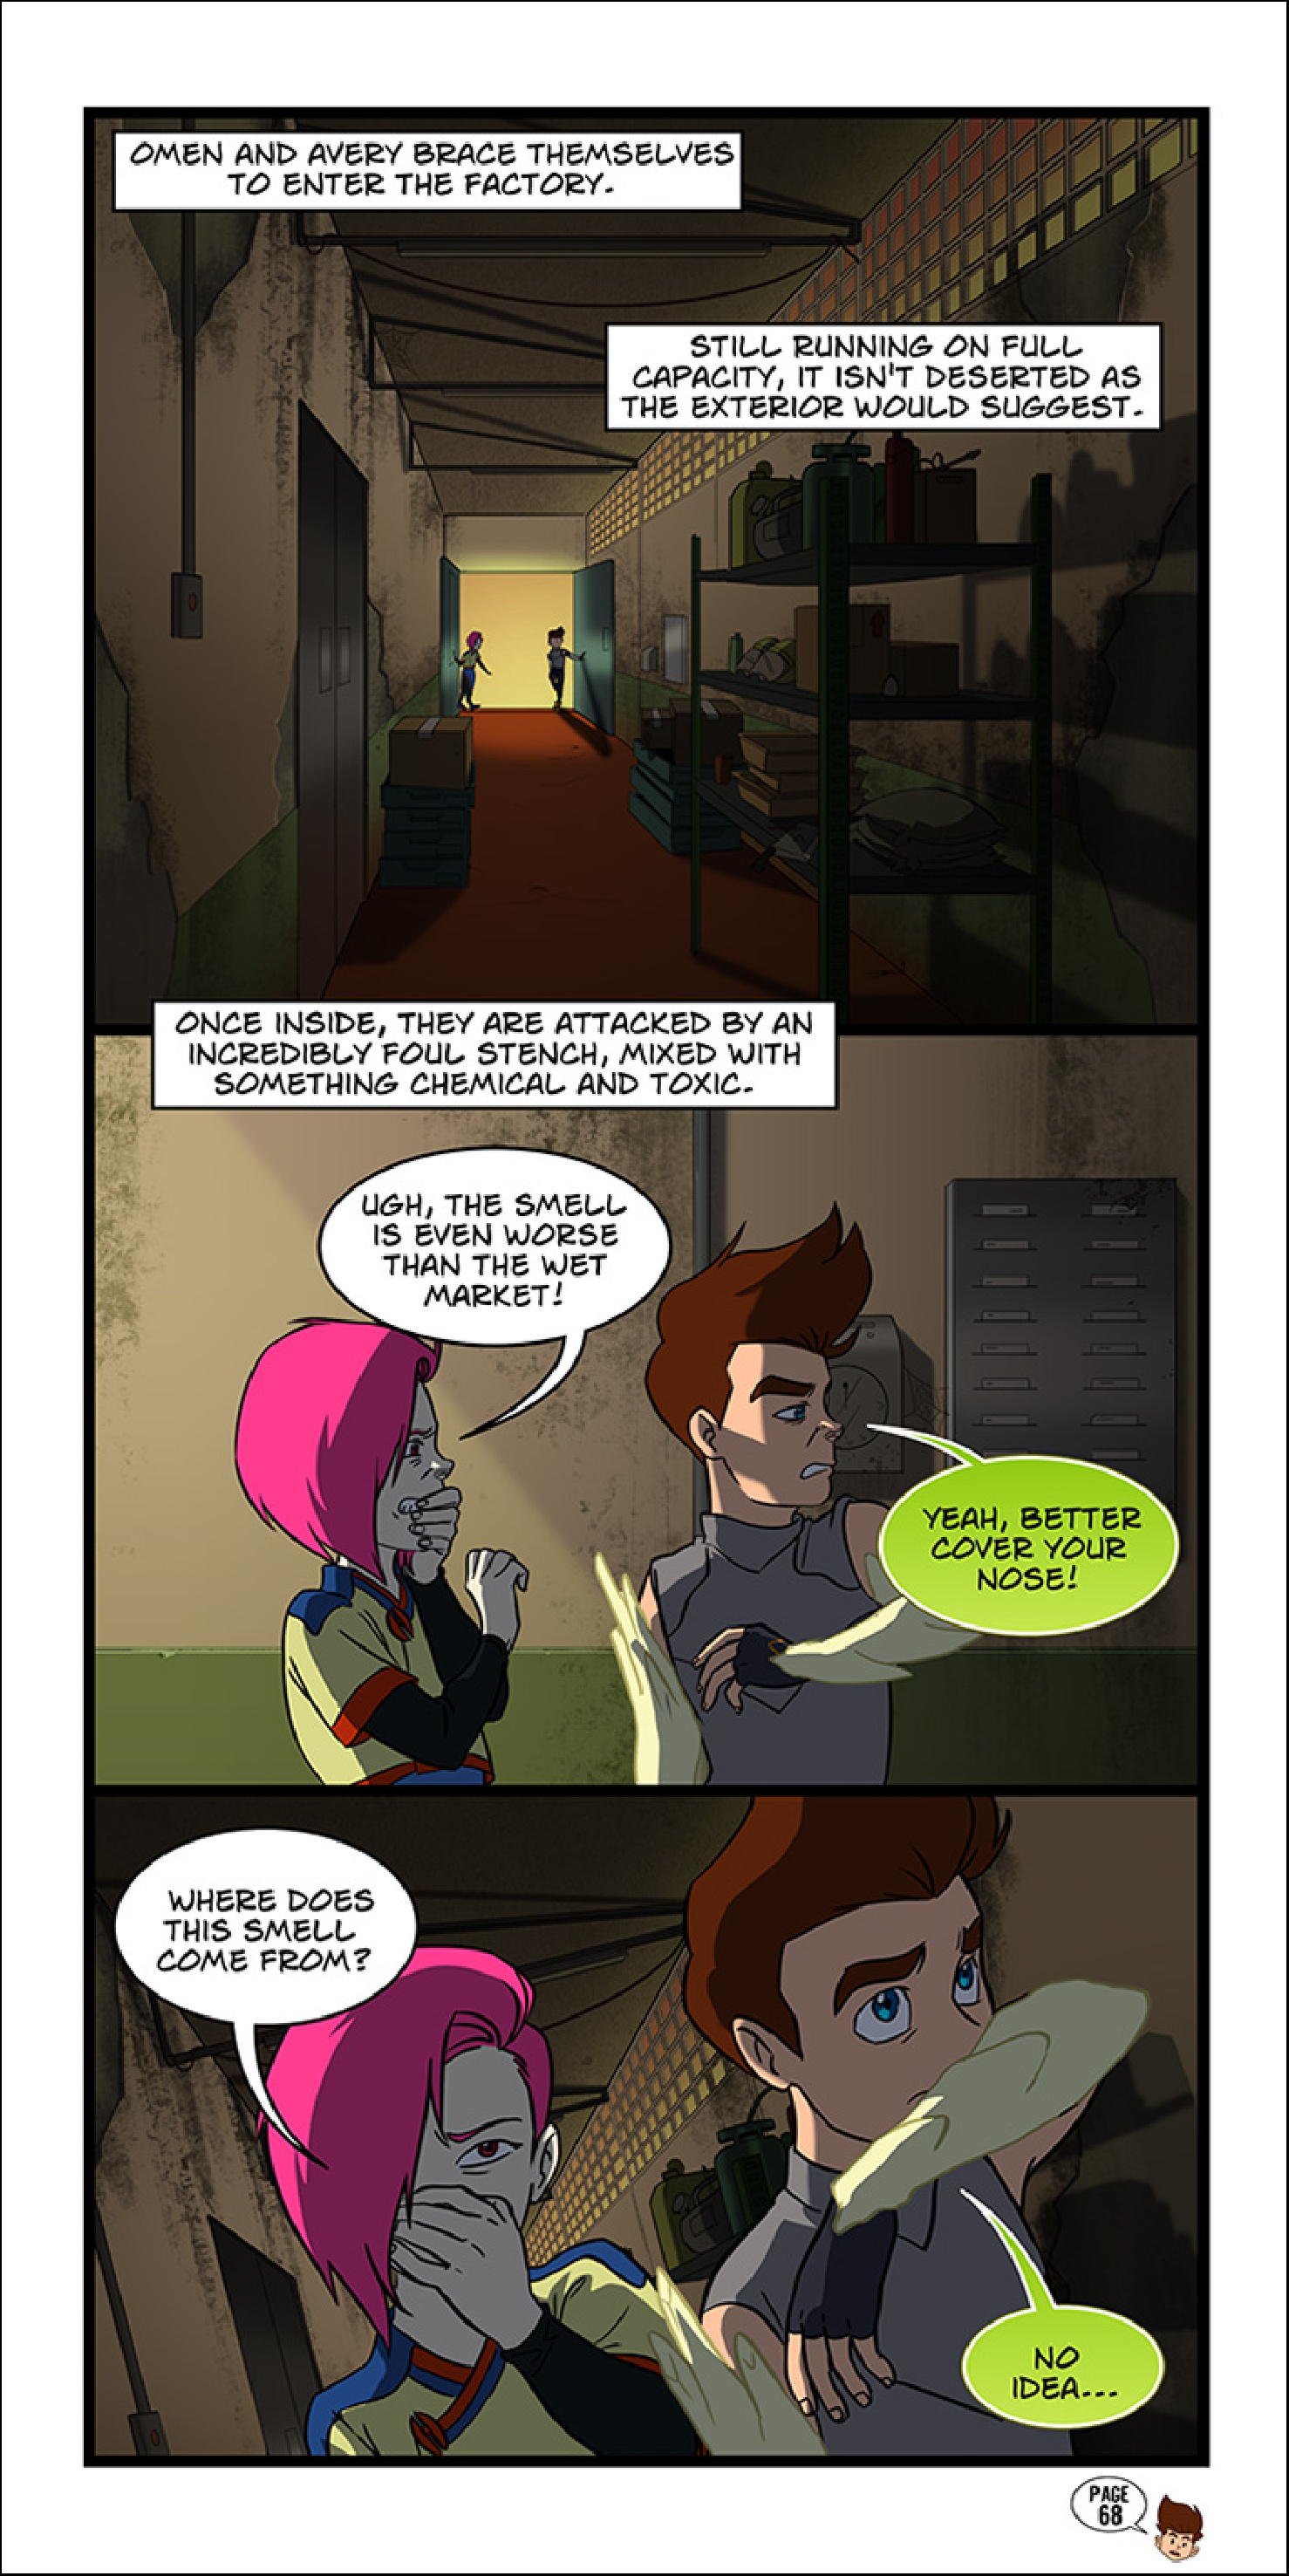 OMEN AND AVERY BRACE THEMSELVES
TO ENTER THE FACTORY.
STILL RUNNING ON FULL
CAPACITY, IT ISN'T DESERTED AS
THE EXTERIOR WOULD SUGGEST.
ONCE INSIDE, THEY ARE ATTACKED BY AN
INCREDIBLY FOUL STENCH, MIXED WITH
SOMETHING CHEMICAL AND TOXIC.
UGH, THE SMELL
IS EVEN WORSE
THAN THE WET
MARKET!
YEAH, BETTER
COVER YOUR
NOSE!
WHERE DOES
THIS SMELL
COME FROM?
NO
IDEA...
PAGE
68